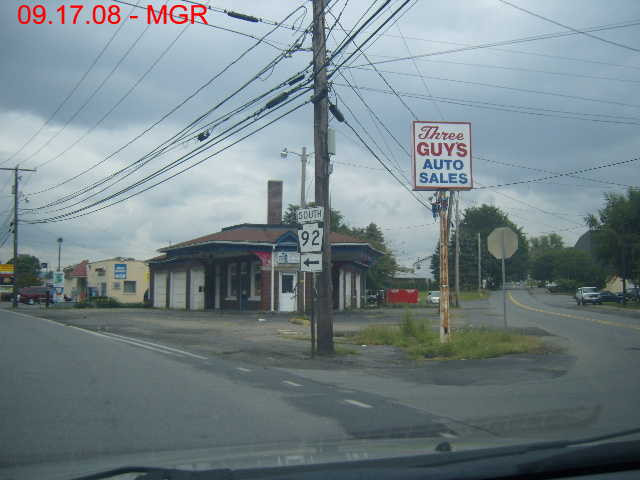 09.17.08 - MGR
Three
GUY'S
AUTO
SALES
SOUTH
92